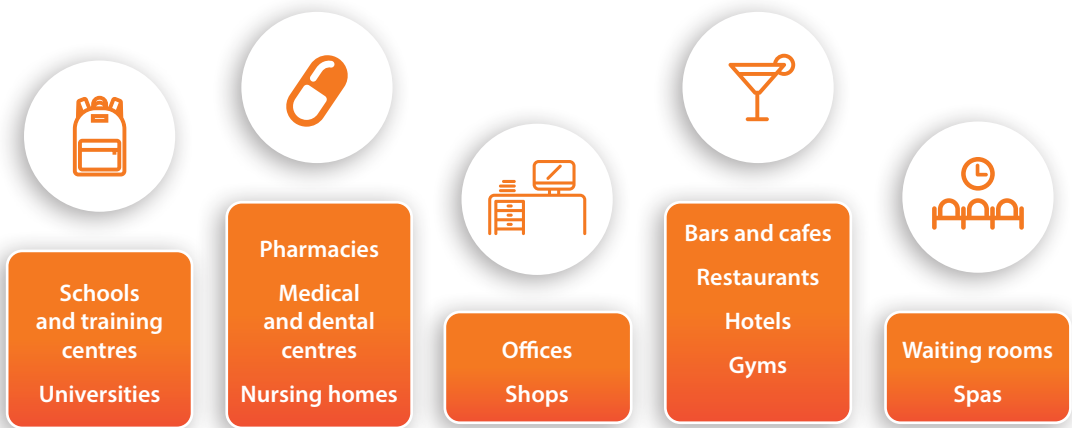 Schools
and training
centres
Universities
Pharmacies
Medical
and dental
centres
Nursing homes
Offices
Shops
Bars and cafes
Restaurants
Hotels
Gyms
Waiting rooms
Spas